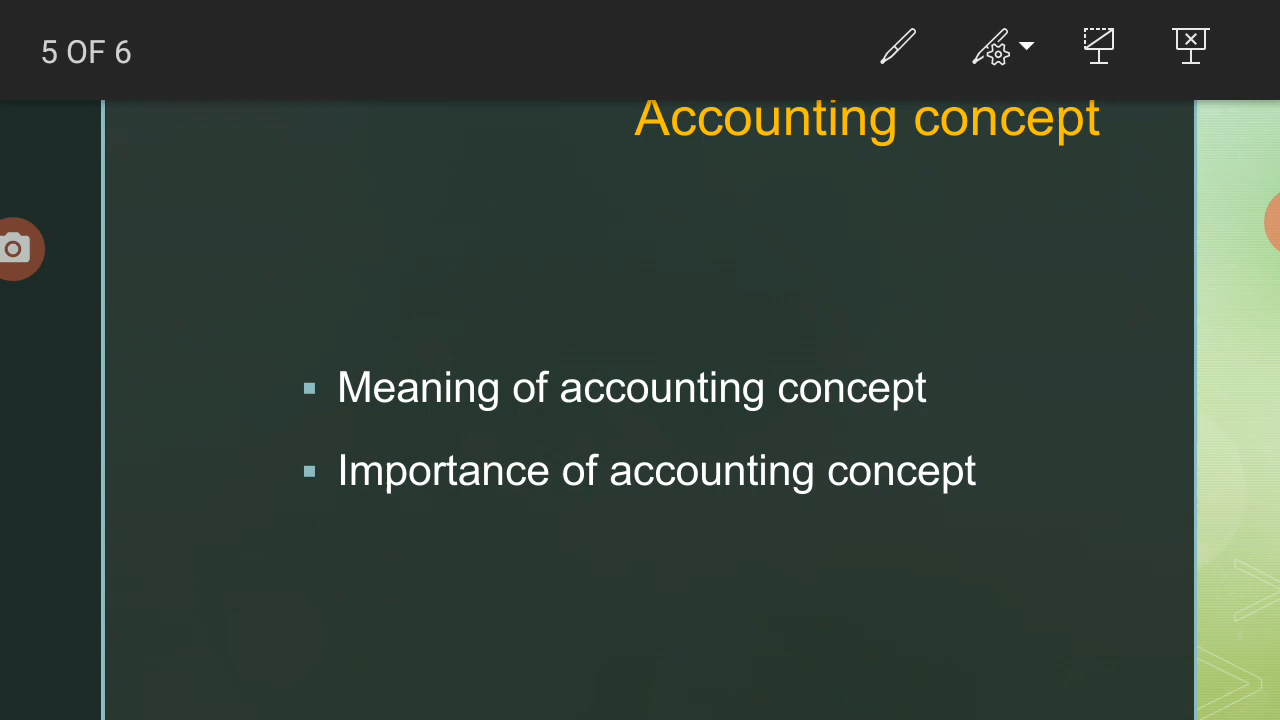 5 OF 6
Accounting concept
Meaning of accounting concept
Importance of accounting concept